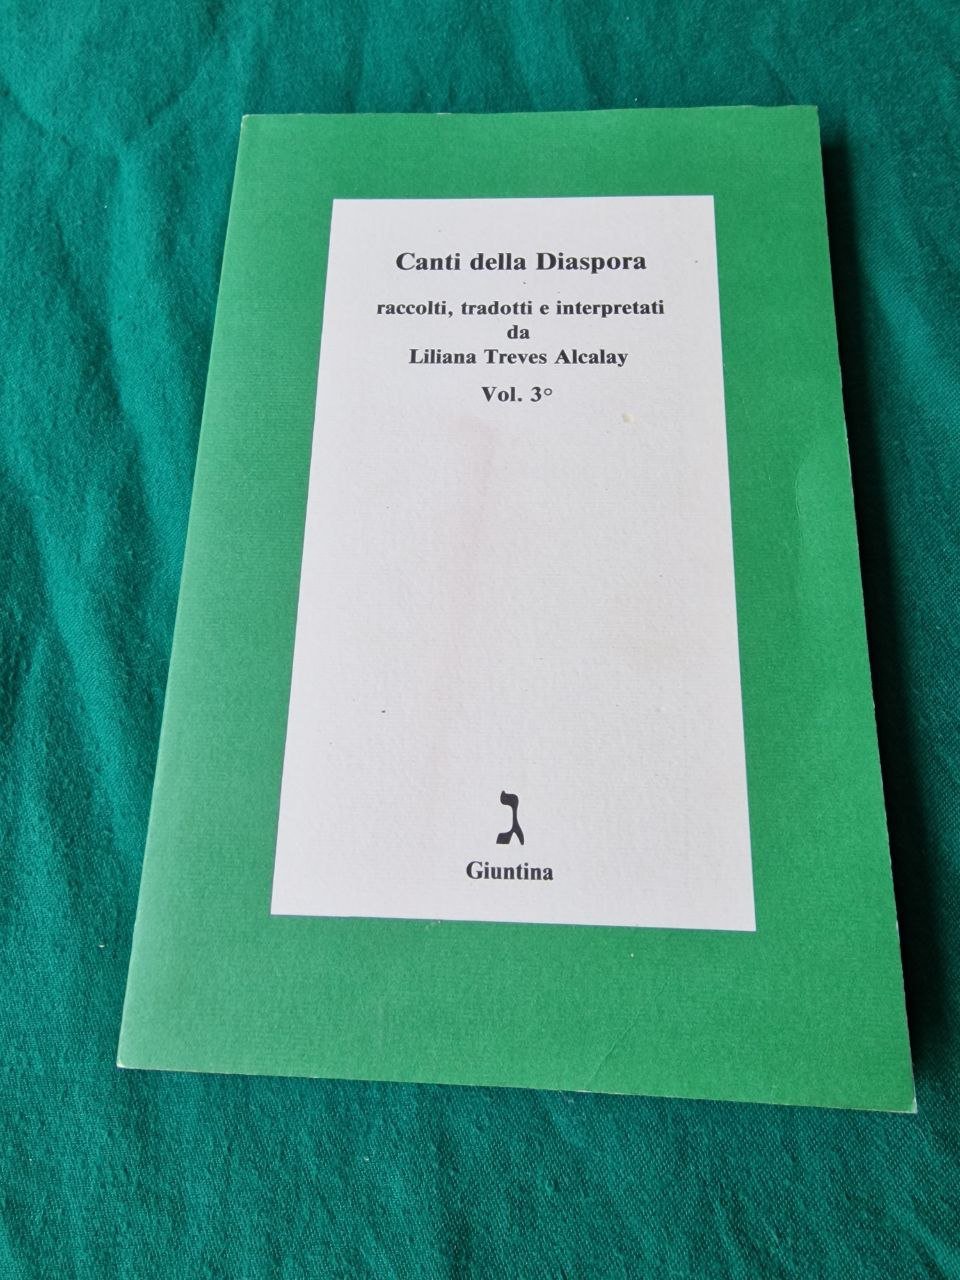 Canti della Diaspora
raccolti, tradotti e interpretati
da
Liliana Treves Alcalay
Vol. 3°
ג
Giuntina